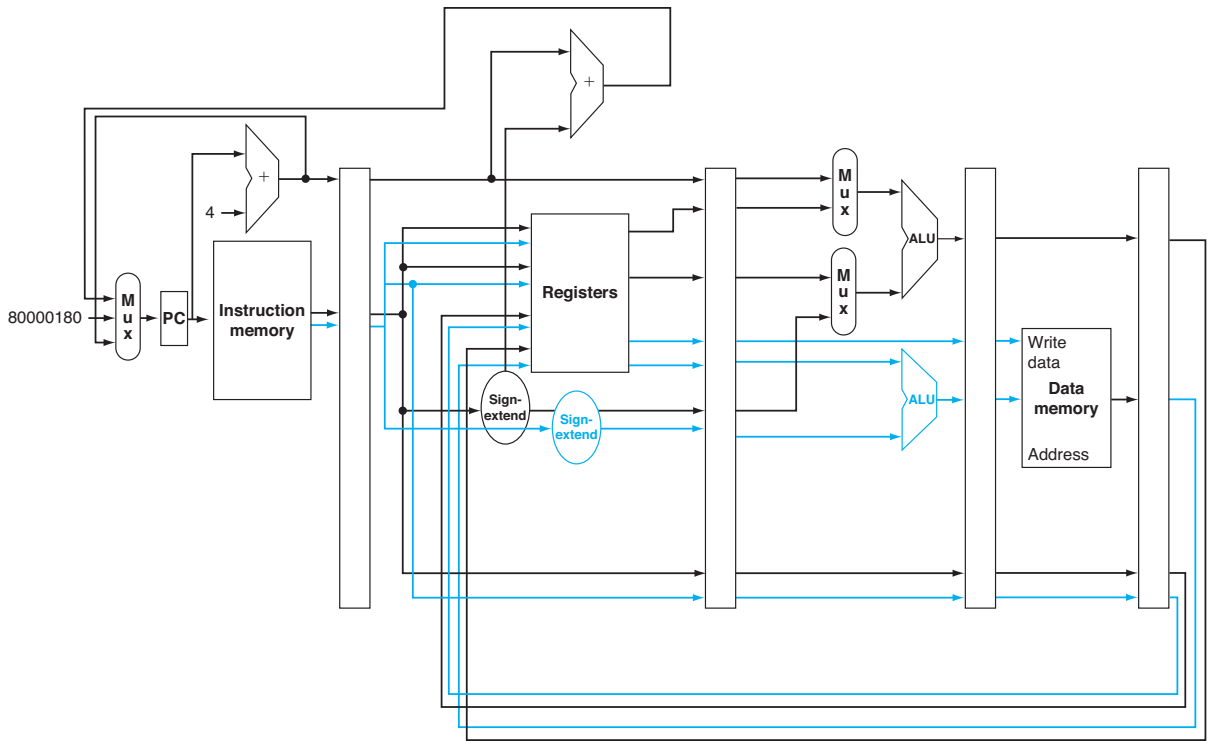 +
+
4
M
u
x
80000180
PC
Instruction
memory
Registers
Sign-
extend
Sign-
extend
M
u
x
M
u
x
ALU
ALU
Write
data
Data
memory
Address